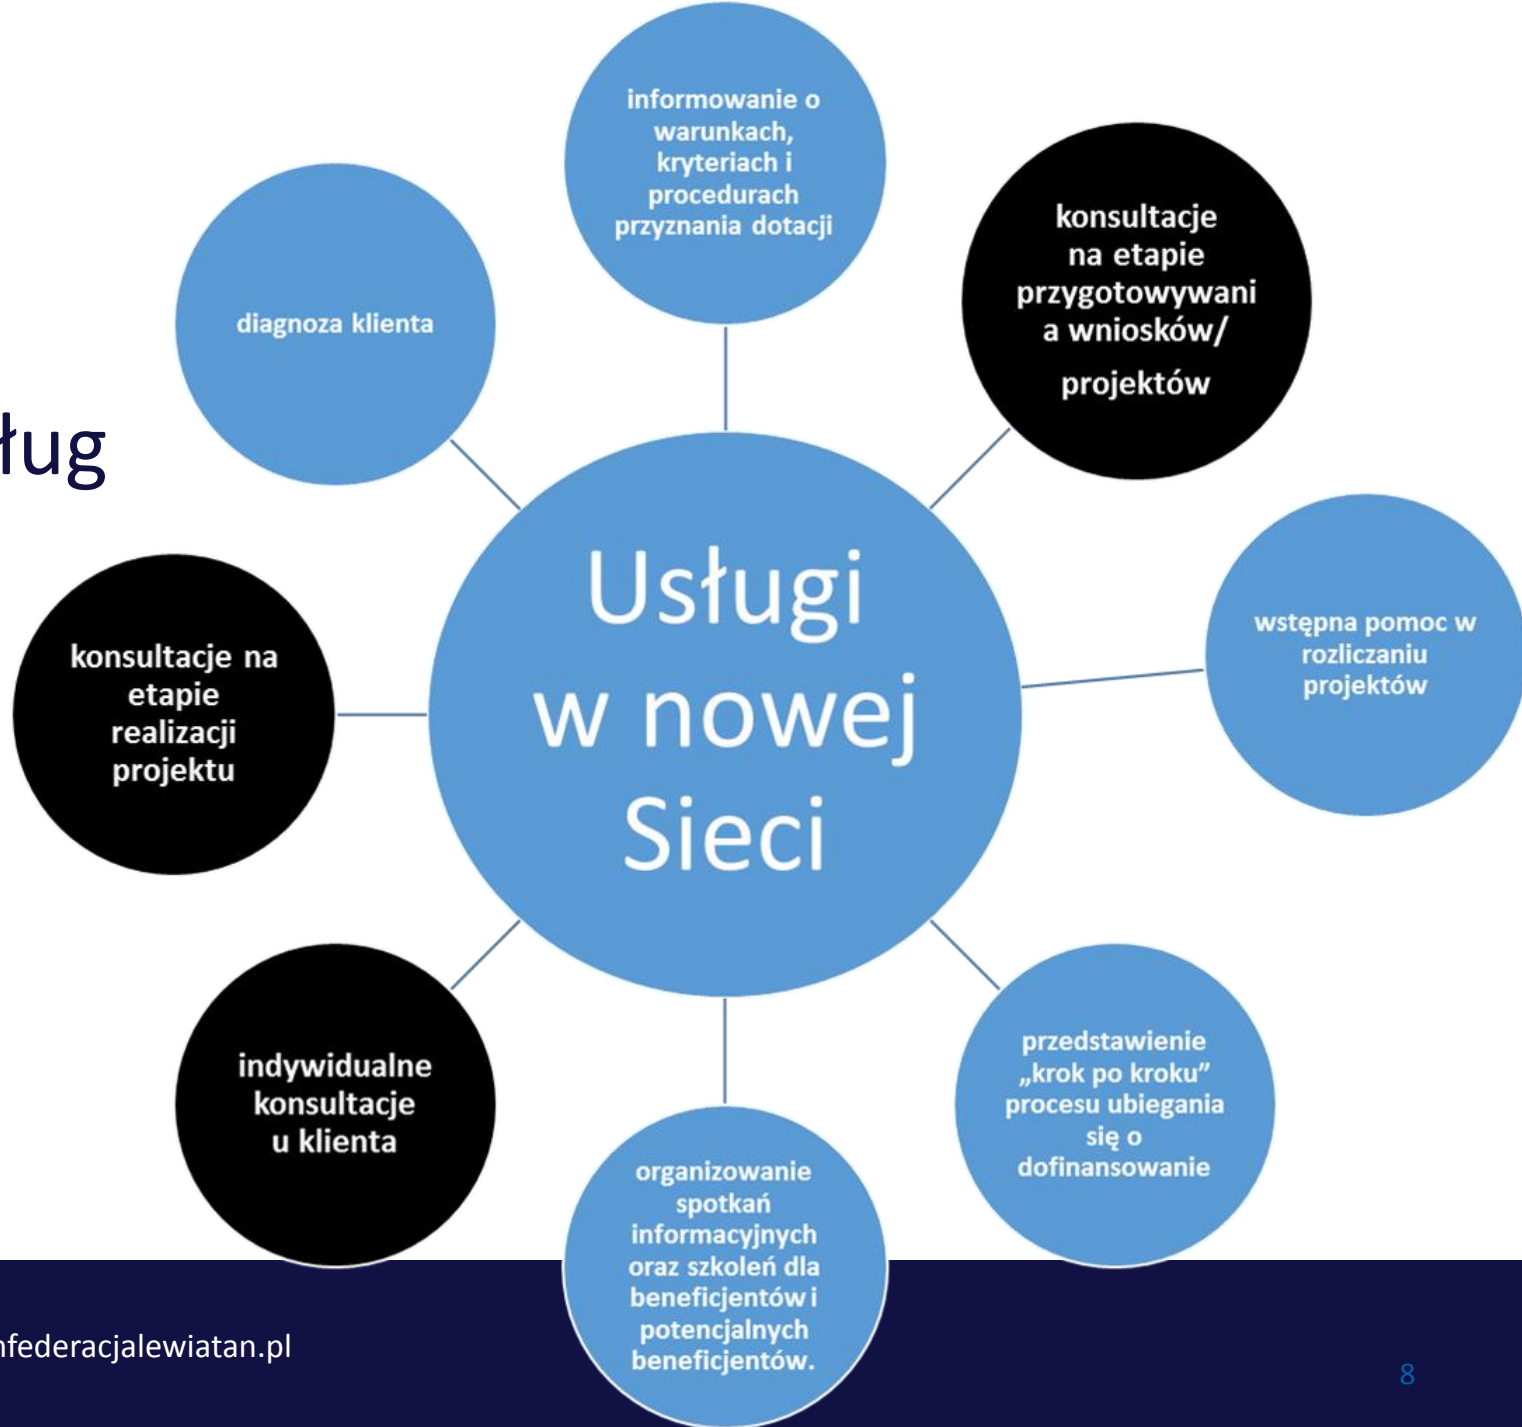 informowanie o
warunkach,
kryteriach i
procedurach
przyznania dotacji
konsultacje
na etapie
przygotowywani
a wniosków/
projektów
diagnoza klienta
ług
Usługi
w nowej
Sieci
wstępna pomoc w
rozliczaniu
projektów
konsultacje na
etapie
realizacji
projektu
indywidualne
konsultacje
u klienta
przedstawienie
„krok po kroku”
procesu ubiegania
się o
dofinansowanie
organizowanie
spotkań
informacyjnych
oraz szkoleń dla
beneficjentów i
potencjalnych
beneficjentów.
nfederacjalewiatan.pl
8